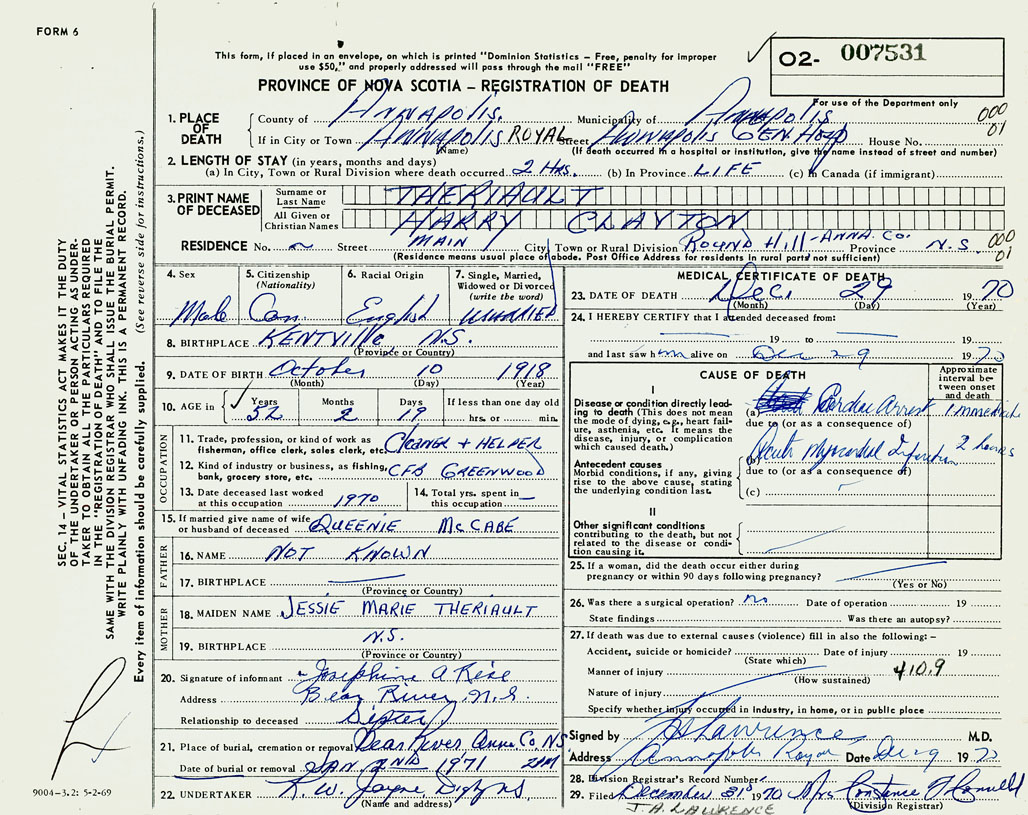 FORM 6
This form, if placed in an envelope, on which is printed "Dominion Statistics – Free, penalty for improper
use $50," and properly addressed will pass through the mail "FREE"
O2- 007531
PROVINCE OF NOVA SCOTIA – REGISTRATION OF DEATH
For use of the Department only
1. PLACE OF DEATH
County of ANNAPOLIS. Municipality of ANNAPOLIS 000
If in City or Town ANNAPOLIS ROYAL Street ANNAPOLIS GEN. HOSP House No. 01
(Name) (If death occurred in a hospital or institution, give the name instead of street and number)
2. LENGTH OF STAY (in years, months and days)
(a) In City, Town or Rural Division where death occurred 2 HRS. (b) In Province LIFE (c) In Canada (if immigrant)
3. PRINT NAME OF DECEASED
Surname or Last Name THERIAULT
All Given or Christian Names HARRY CLAYTON
RESIDENCE No. Street MAIN City, Town or Rural Division ROUND HILL-ANNA. CO. Province N.S. 000
(Residence means usual place of abode. Post Office Address for residents in rural parts not sufficient) 01
4. Sex Male
5. Citizenship (Nationality) Can
6. Racial Origin English
7. Single, Married, Widowed or Divorced (write the word) MARRIED
8. BIRTHPLACE KENTVILLE N.S.
(Province or Country)
9. DATE OF BIRTH October 10 1918
(Month) (Day) (Year)
10. AGE in Years 52 Months 2 Days 19 If less than one day old hrs. or min.
OCCUPATION
11. Trade, profession, or kind of work as fisherman, office clerk, sales clerk, etc. CLEANER + HELPER
12. Kind of industry or business, as fishing, bank, grocery store, etc. CFB GREENWOOD
13. Date deceased last worked at this occupation 1970
14. Total yrs. spent in this occupation –
15. If married give name of wife or husband of deceased QUEENIE McCABE
FATHER
16. NAME NOT KNOWN
17. BIRTHPLACE
(Province or Country)
MOTHER
18. MAIDEN NAME JESSIE MARIE THERIAULT
19. BIRTHPLACE N.S.
(Province or Country)
20. Signature of informant Josephine A
Address Bear River, N.S.
Relationship to deceased Sister
21. Place of burial, cremation or removal Bear River Anna Co. NS
Date of burial or removal JAN 2ND 1971 2PM
22. UNDERTAKER K. W. Jayne Digby NS
(Name and address)
MEDICAL CERTIFICATE OF DEATH
23. DATE OF DEATH Dec. 29 1970
(Month) (Day) (Year)
24. I HEREBY CERTIFY that I attended deceased from:
19 to 19
and last saw him alive on Dec 29 1970
CAUSE OF DEATH
Approximate interval between onset and death
I
Disease or condition directly leading to death (This does not mean the mode of dying, e.g., heart failure, asthenia, etc. It means the disease, injury, or complication which caused death.)
(a) Cardiac Arrest immediate
due to (or as a consequence of)
Antecedent causes
Morbid conditions, if any, giving rise to the above cause, stating the underlying condition last.
(b) Acute Myocardial Infarction 2 hours
due to (or as a consequence of)
(c)
II
Other significant conditions contributing to the death, but not related to the disease or condition causing it.
25. If a woman, did the death occur either during pregnancy or within 90 days following pregnancy?
(Yes or No)
26. Was there a surgical operation? no Date of operation 19
State findings Was there an autopsy?
27. If death was due to external causes (violence) fill in also the following: –
Accident, suicide or homicide? Date of injury 19
(State which)
Manner of injury 410.9
(How sustained)
Nature of injury
Specify whether injury occurred in industry, in home, or in public place
Signed by Lawrence M.D.
Address Annapolis Royal Date 1970
28. Division Registrar's Record Number
29. Filed December 31st 1970 Mrs Constance O'Connell
(Division Registrar)
J. A. LAWRENCE
SEC. 14 – VITAL STATISTICS ACT MAKES IT THE DUTY
OF THE UNDERTAKER OR PERSON ACTING AS UNDER-
TAKER TO OBTAIN ALL THE PARTICULARS REQUIRED
IN THE "REGISTRATION OF DEATH" AND TO FILE THE
SAME WITH THE DIVISION REGISTRAR WHO SHALL ISSUE THE BURIAL PERMIT.
WRITE PLAINLY WITH UNFADING INK. THIS IS A PERMANENT RECORD.
Every item of information should be carefully supplied. (See reverse side for instructions.)
9004-3.2: 5-2-69